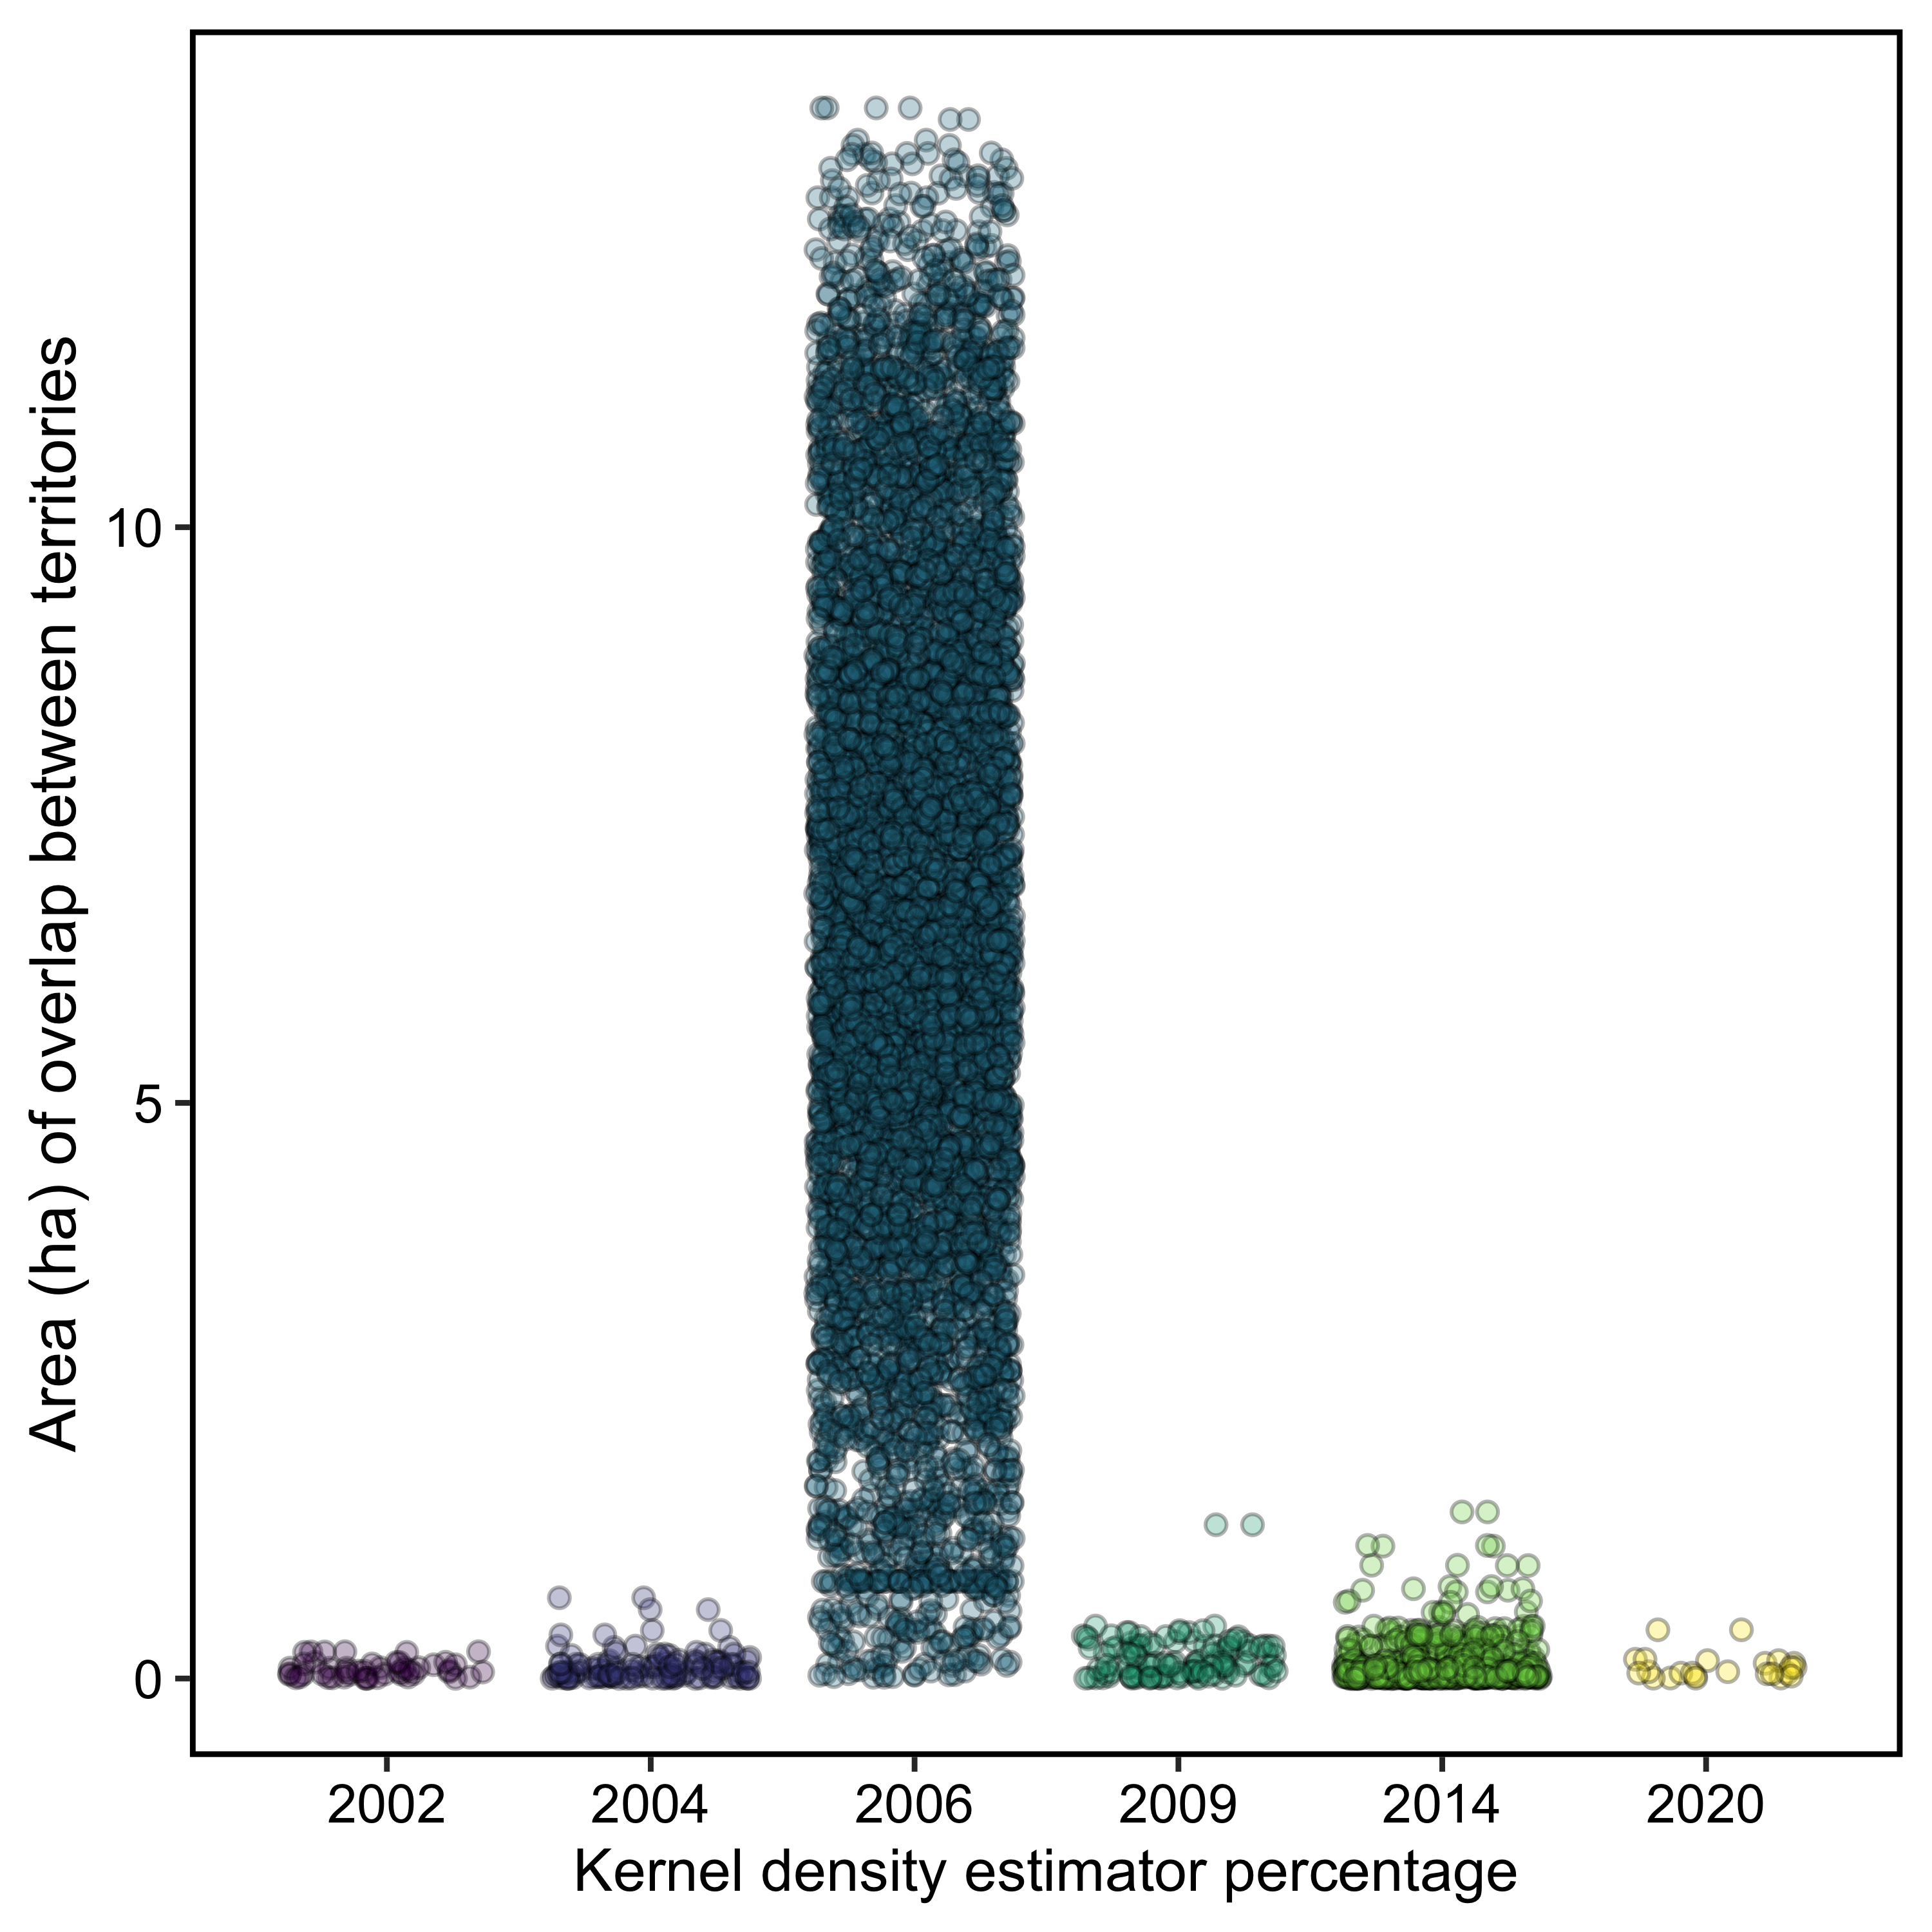 Area (ha) of overlap between territories
10
5
0
2002 2004 2006 2009 2014 2020
Kernel density estimator percentage